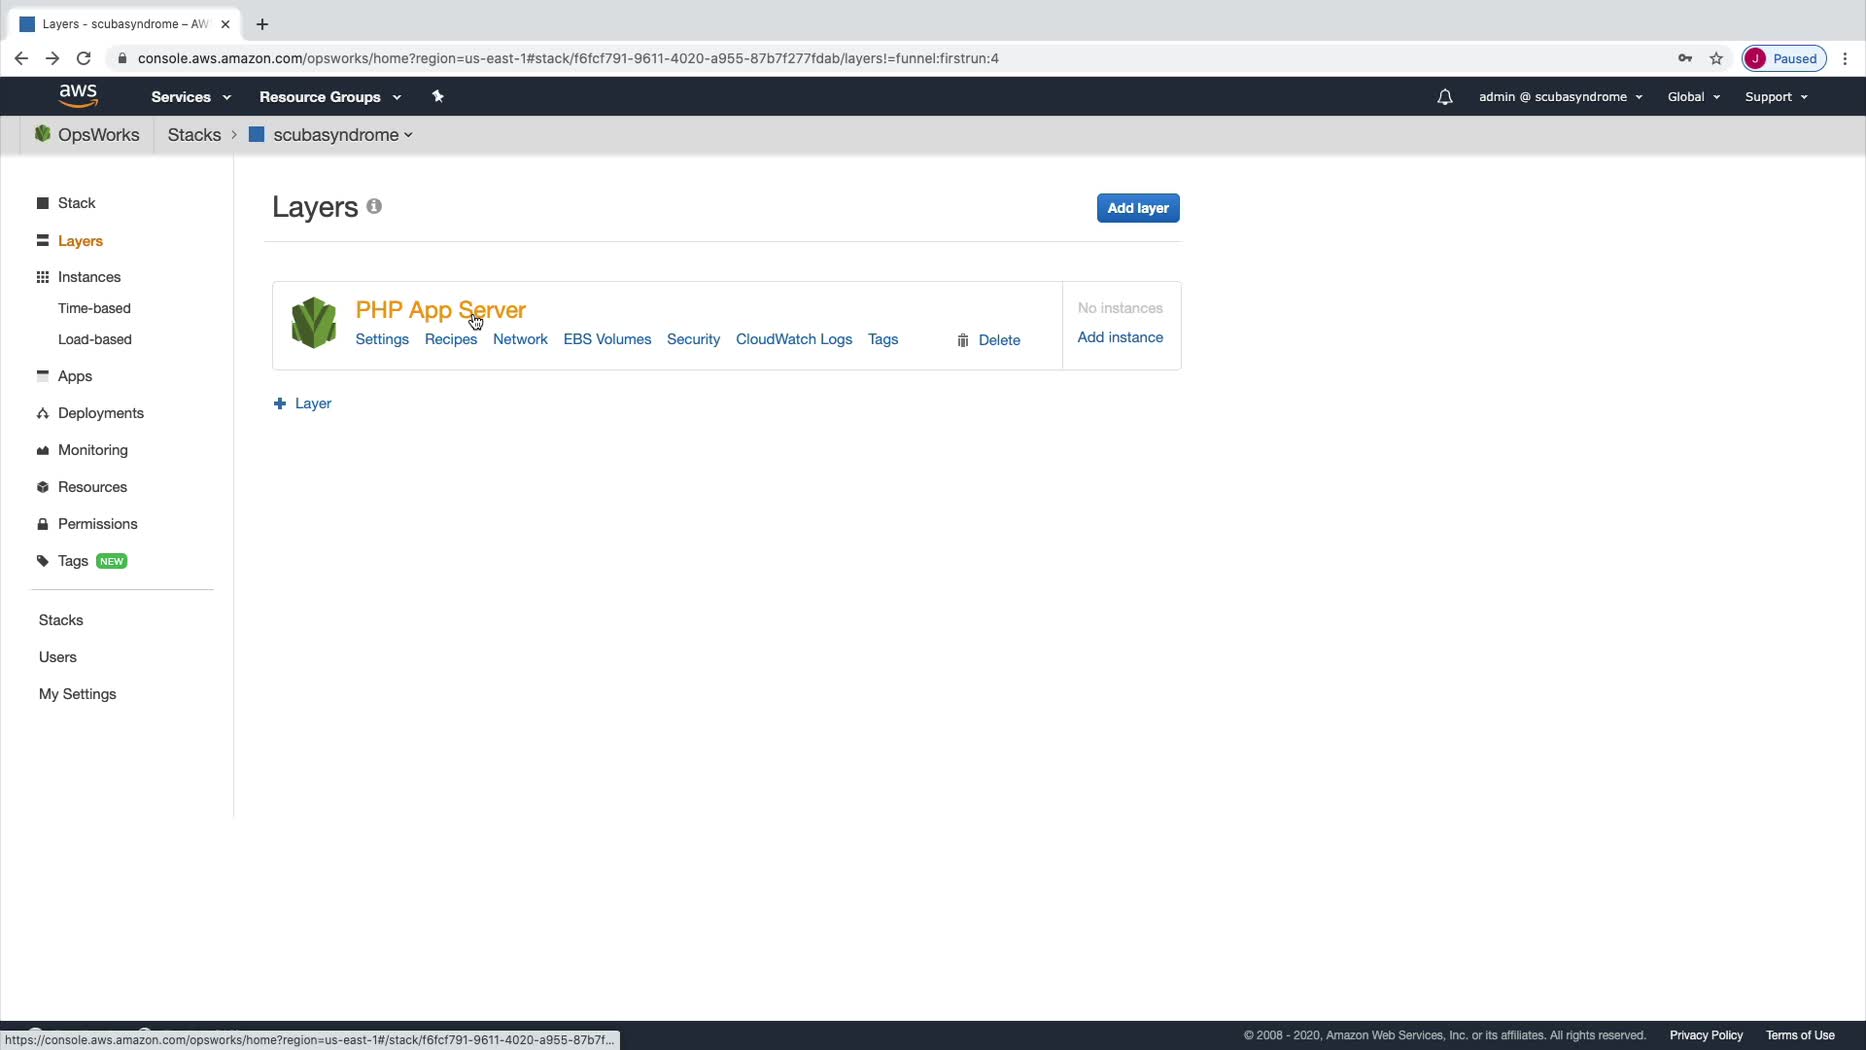 Layers - scubasyndrome – AW
console.aws.amazon.com/opsworks/home?region=us-east-1#stack/f6fcf791-9611-4020-a955-87b7f277fdab/layers!=funnel:firstrun:4
J Paused
aws Services Resource Groups admin @ scubasyndrome Global Support
OpsWorks Stacks > scubasyndrome
Stack
Layers
Instances
Time-based
Load-based
Apps
Deployments
Monitoring
Resources
Permissions
Tags NEW
Stacks
Users
My Settings
Layers
Add layer
PHP App Server
Settings Recipes Network EBS Volumes Security CloudWatch Logs Tags Delete
No instances
Add instance
Layer
https://console.aws.amazon.com/opsworks/home?region=us-east-1#/stack/f6fcf791-9611-4020-a955-87b7f...
© 2008 - 2020, Amazon Web Services, Inc. or its affiliates. All rights reserved. Privacy Policy Terms of Use